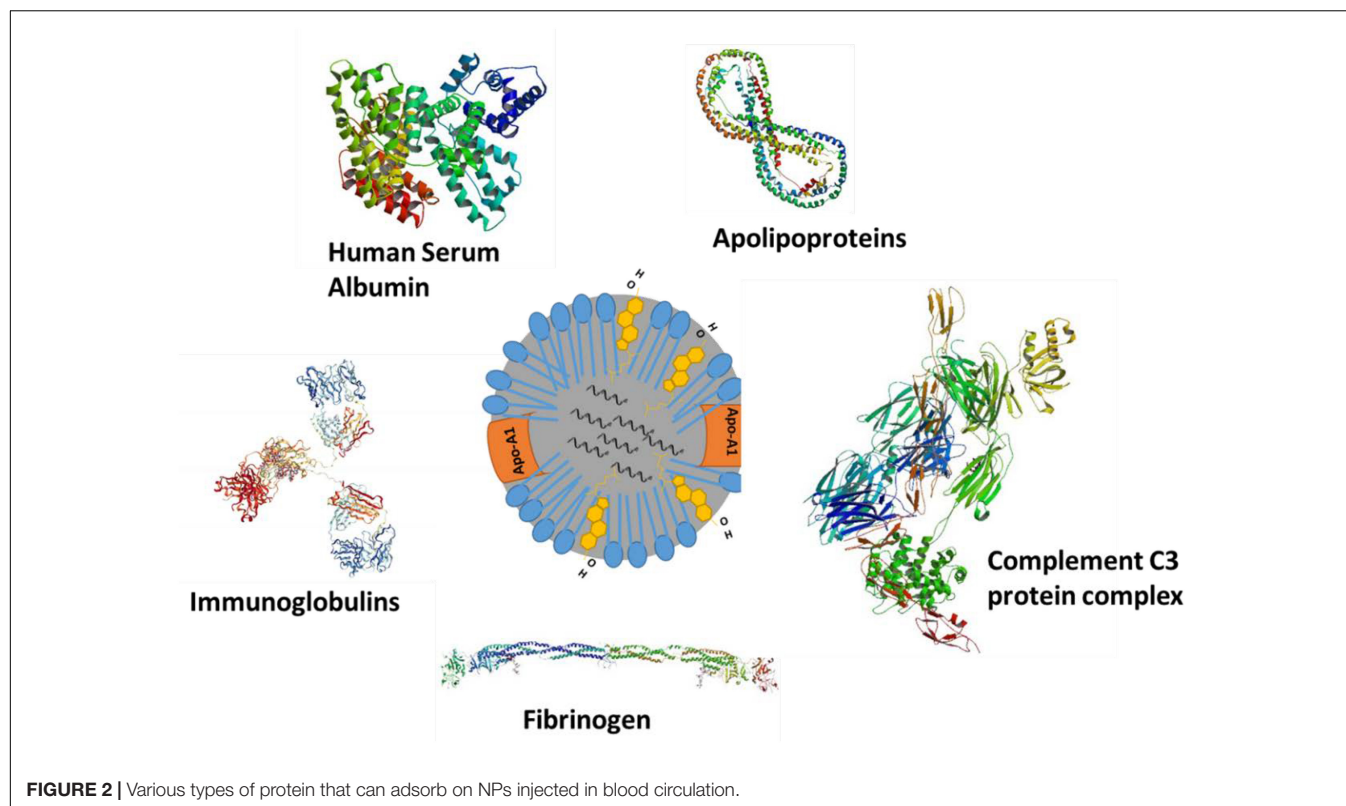 Human Serum
Albumin
Apolipoproteins
H
O
O
H
Apo-A1
Apo-A1
O
H
O
H
Immunoglobulins
Complement C3
protein complex
Fibrinogen
FIGURE 2 | Various types of protein that can adsorb on NPs injected in blood circulation.